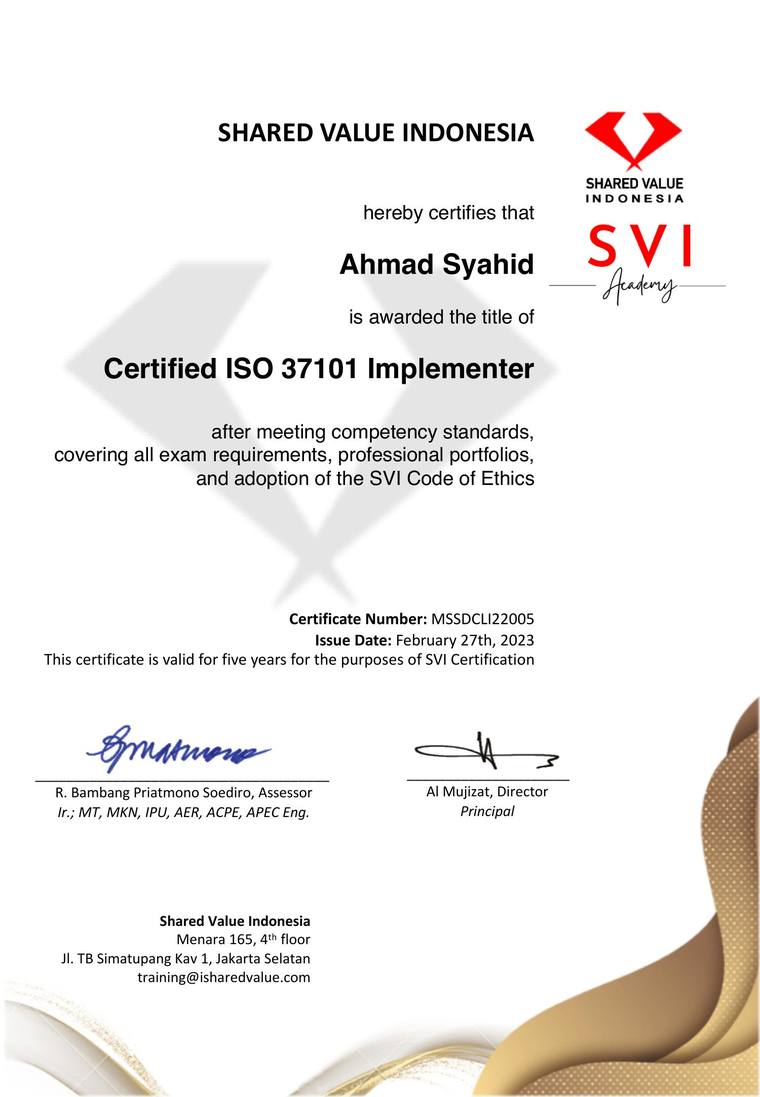 SHARED VALUE INDONESIA
SHARED VALUE
INDONESIA
hereby certifies that
SVI
Academy
Ahmad Syahid
is awarded the title of
Certified ISO 37101 Implementer
after meeting competency standards,
covering all exam requirements, professional portfolios,
and adoption of the SVI Code of Ethics
Certificate Number: MSSDCLI22005
Issue Date: February 27th, 2023
This certificate is valid for five years for the purposes of SVI Certification
R. Bambang Priatmono Soediro, Assessor
Ir.; MT, MKN, IPU, AER, ACPE, APEC Eng.
Al Mujizat, Director
Principal
Shared Value Indonesia
Menara 165, 4th floor
Jl. TB Simatupang Kav 1, Jakarta Selatan
training@isharedvalue.com